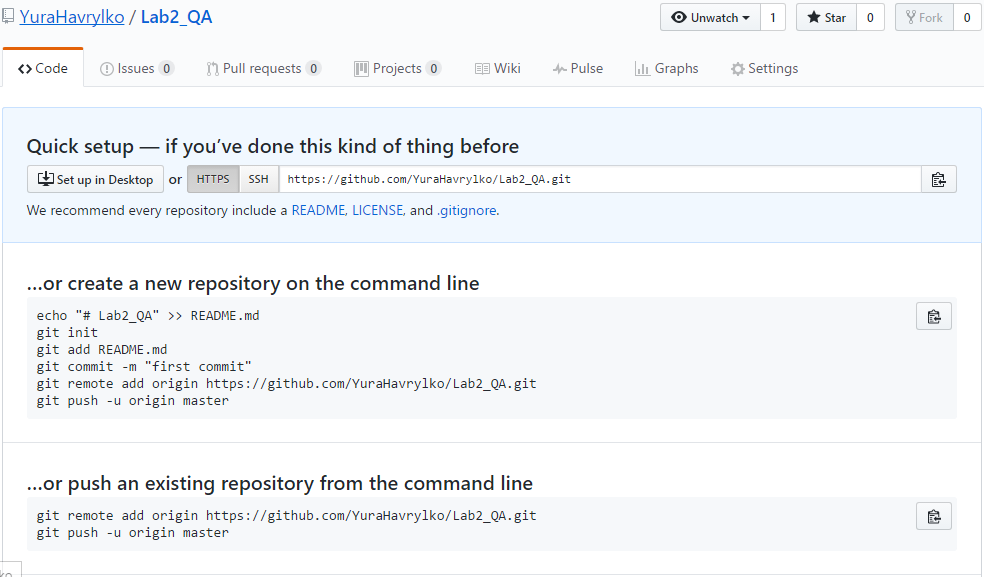 YuraHavrylko / Lab2_QA
Unwatch 1 Star 0 Fork 0
Code Issues 0 Pull requests 0 Projects 0 Wiki Pulse Graphs Settings
Quick setup — if you've done this kind of thing before
Set up in Desktop or HTTPS SSH https://github.com/YuraHavrylko/Lab2_QA.git
We recommend every repository include a README, LICENSE, and .gitignore.
…or create a new repository on the command line
echo "# Lab2_QA" >> README.md
git init
git add README.md
git commit -m "first commit"
git remote add origin https://github.com/YuraHavrylko/Lab2_QA.git
git push -u origin master
…or push an existing repository from the command line
git remote add origin https://github.com/YuraHavrylko/Lab2_QA.git
git push -u origin master